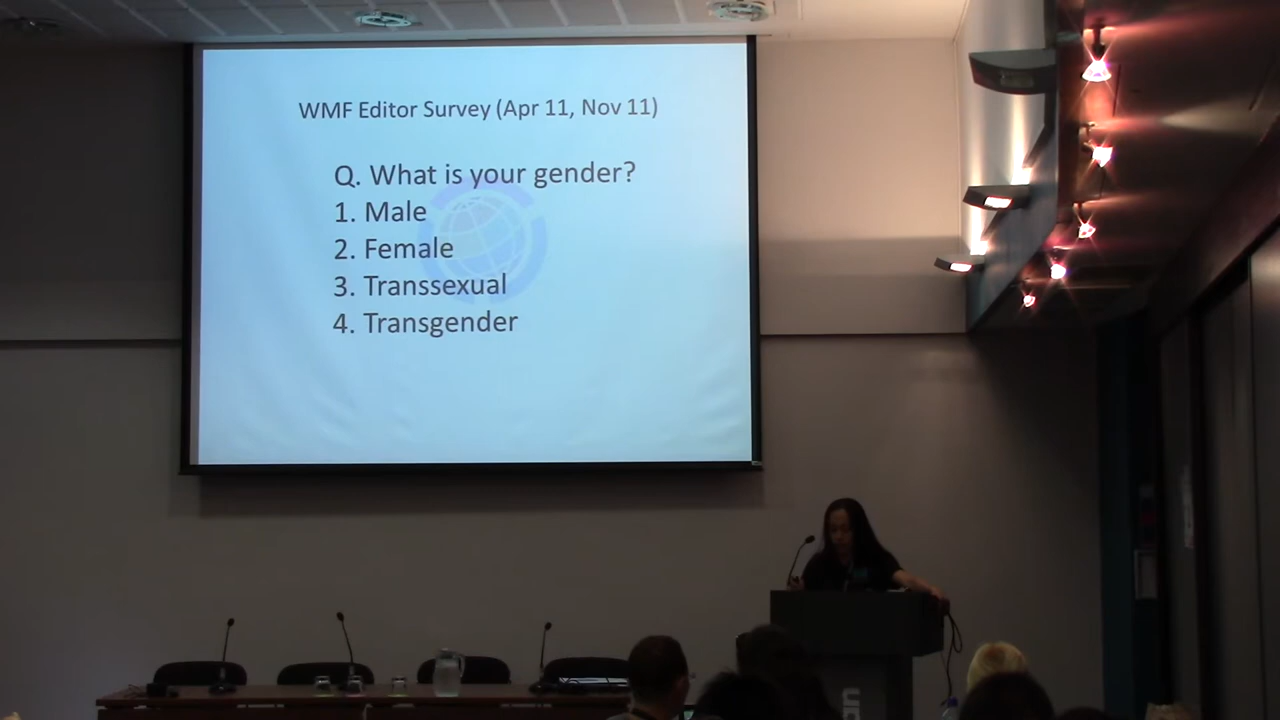 WMF Editor Survey (Apr 11, Nov 11)
Q. What is your gender?
1. Male
2. Female
3. Transsexual
4. Transgender